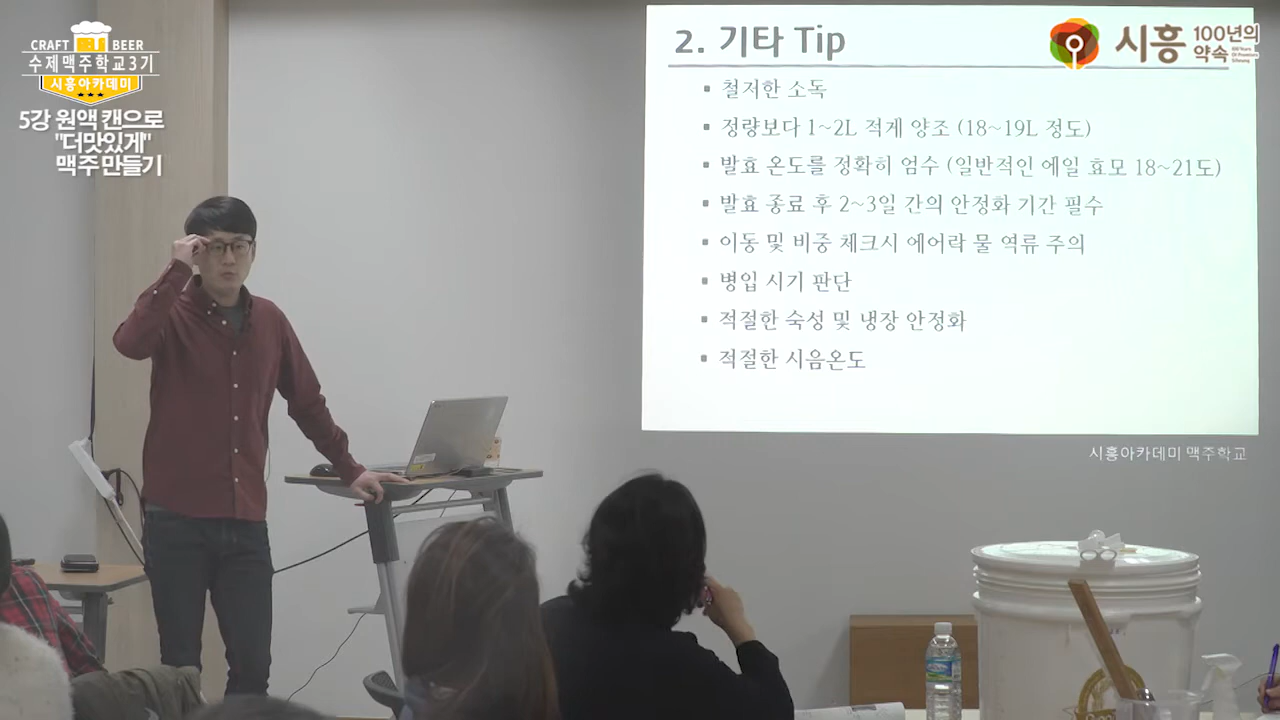 CRAFT BEER
수제맥주학교3기
시흥아카데미
5강 원액 캔으로
"더맛있게"
맥주만들기
2. 기타 Tip
시흥 100년의 약속
▪ 철저한 소독
▪ 정량보다 1~2L 적게 양조 (18~19L 정도)
▪ 발효 온도를 정확히 엄수 (일반적인 에일 효모 18~21도)
▪ 발효 종료 후 2~3일 간의 안정화 기간 필수
▪ 이동 및 비중 체크시 에어락 물 역류 주의
▪ 병입 시기 판단
▪ 적절한 숙성 및 냉장 안정화
▪ 적절한 시음온도
시흥아카데미 맥주학교